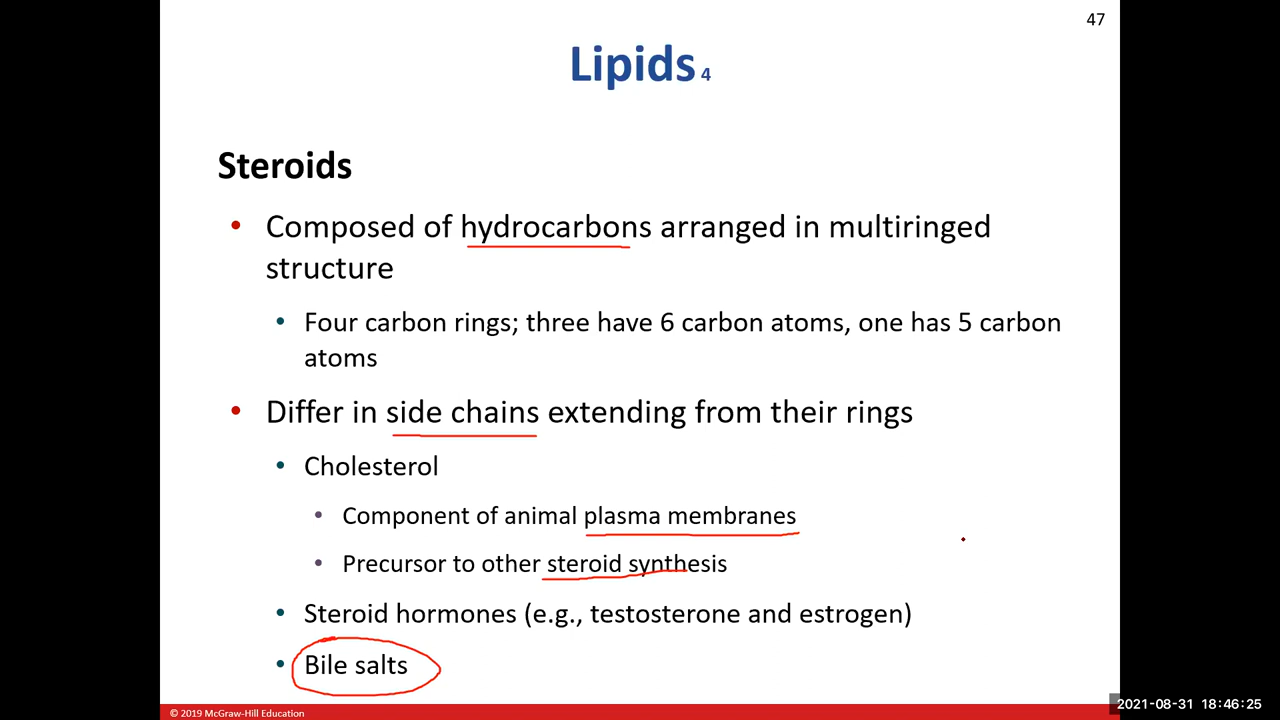 47
Lipids 4
Steroids
• Composed of hydrocarbons arranged in multiringed
structure
• Four carbon rings; three have 6 carbon atoms, one has 5 carbon
atoms
• Differ in side chains extending from their rings
• Cholesterol
• Component of animal plasma membranes
• Precursor to other steroid synthesis
• Steroid hormones (e.g., testosterone and estrogen)
• Bile salts
© 2019 McGraw-Hill Education
2021-08-31 18:46:25